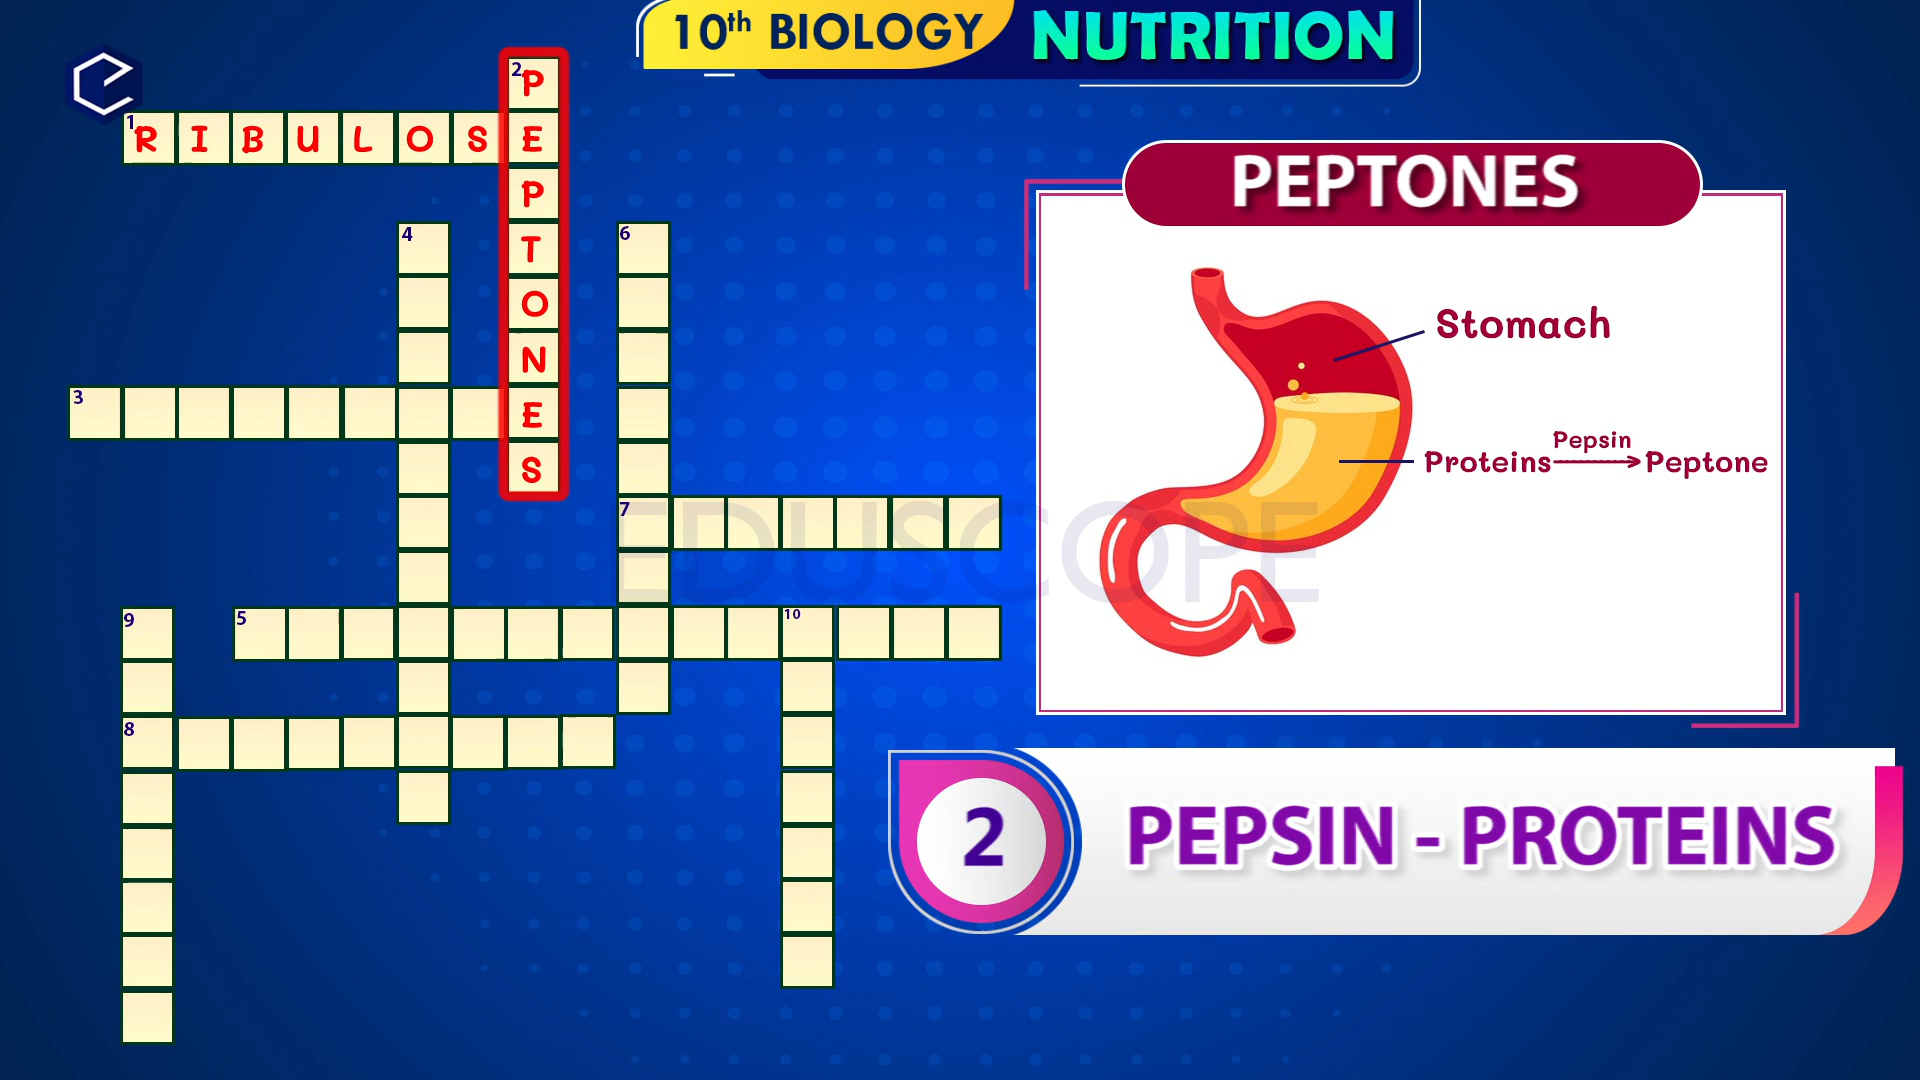 10th BIOLOGY NUTRITION
2
P
1
R I B U L O S E
P
T
O
N
E
S
4
6
3
7
9
5
10
8
PEPTONES
Stomach
Pepsin
Proteins Peptone
EDUSCOPE
2 PEPSIN - PROTEINS